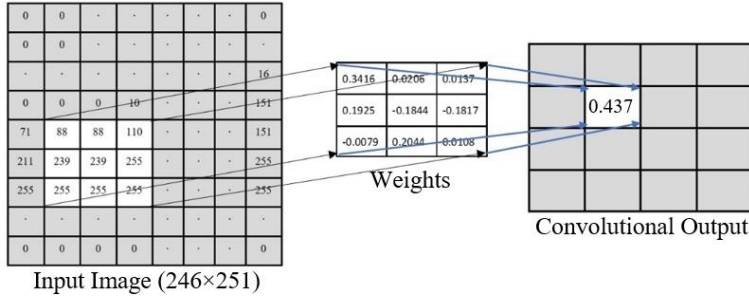 0 0 · · · · 0
0 0 · · · · 0
· · · · · · ·
· · · · · · 16
0 0 0 10 · · 151
71 88 88 110 · · 151
211 239 239 255 · · 255
255 255 255 255 · · 255
· · · · · · ·
0 0 0 0 · · 0
Input Image (246×251)
0.3416 0.0206 0.0137
0.1925 -0.1844 -0.1817
-0.0079 0.2044 0.0108
Weights
0.437
Convolutional Output